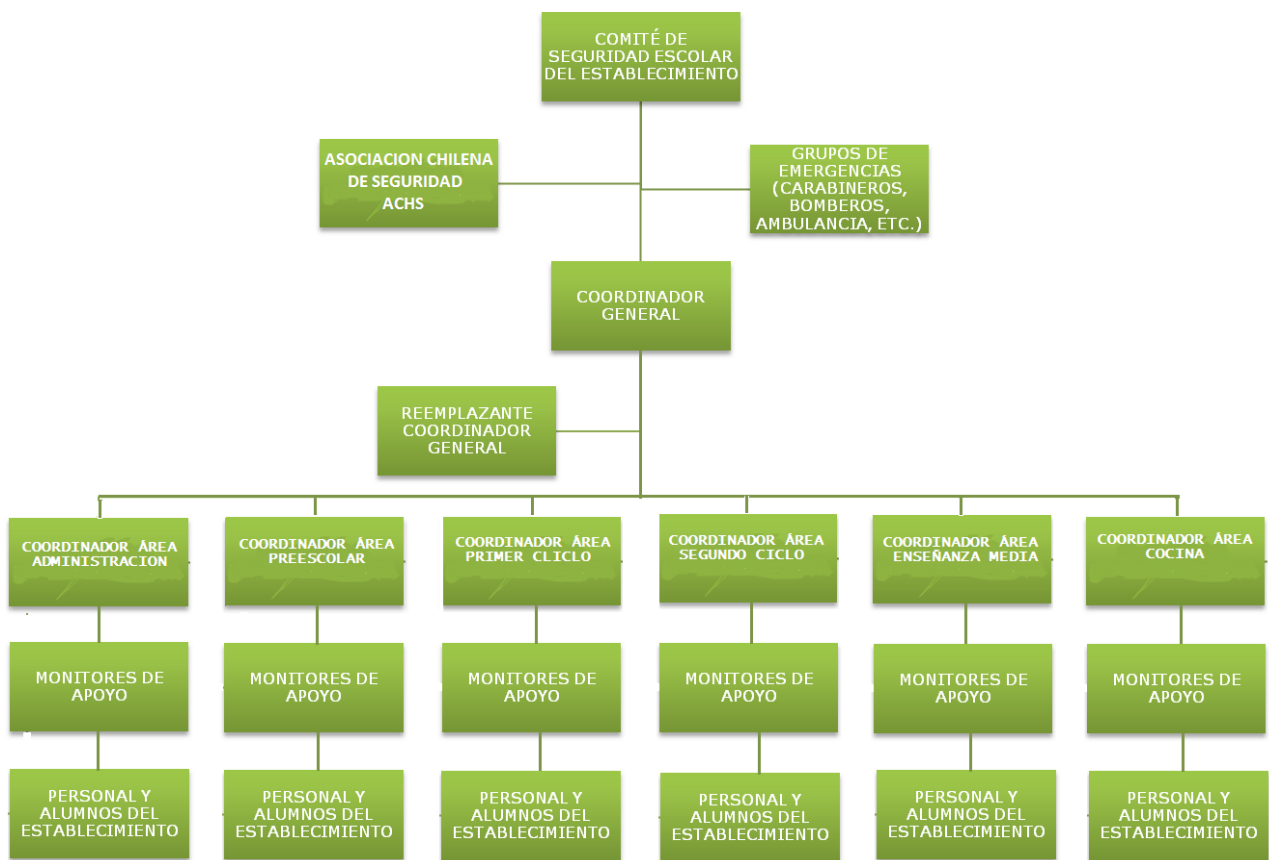 COMITÉ DE
SEGURIDAD ESCOLAR
DEL ESTABLECIMIENTO
ASOCIACION CHILENA
DE SEGURIDAD
ACHS
GRUPOS DE
EMERGENCIAS
(CARABINEROS,
BOMBEROS,
AMBULANCIA, ETC.)
COORDINADOR
GENERAL
REEMPLAZANTE
COORDINADOR
GENERAL
COORDINADOR ÁREA
ADMINISTRACION
COORDINADOR ÁREA
PREESCOLAR
COORDINADOR ÁREA
PRIMER CLICLO
COORDINADOR ÁREA
SEGUNDO CICLO
COORDINADOR ÁREA
ENSEÑANZA MEDIA
COORDINADOR ÁREA
COCINA
MONITORES DE
APOYO
MONITORES DE
APOYO
MONITORES DE
APOYO
MONITORES DE
APOYO
MONITORES DE
APOYO
MONITORES DE
APOYO
PERSONAL Y
ALUMNOS DEL
ESTABLECIMIENTO
PERSONAL Y
ALUMNOS DEL
ESTABLECIMIENTO
PERSONAL Y
ALUMNOS DEL
ESTABLECIMIENTO
PERSONAL Y
ALUMNOS DEL
ESTABLECIMIENTO
PERSONAL Y
ALUMNOS DEL
ESTABLECIMIENTO
PERSONAL Y
ALUMNOS DEL
ESTABLECIMIENTO